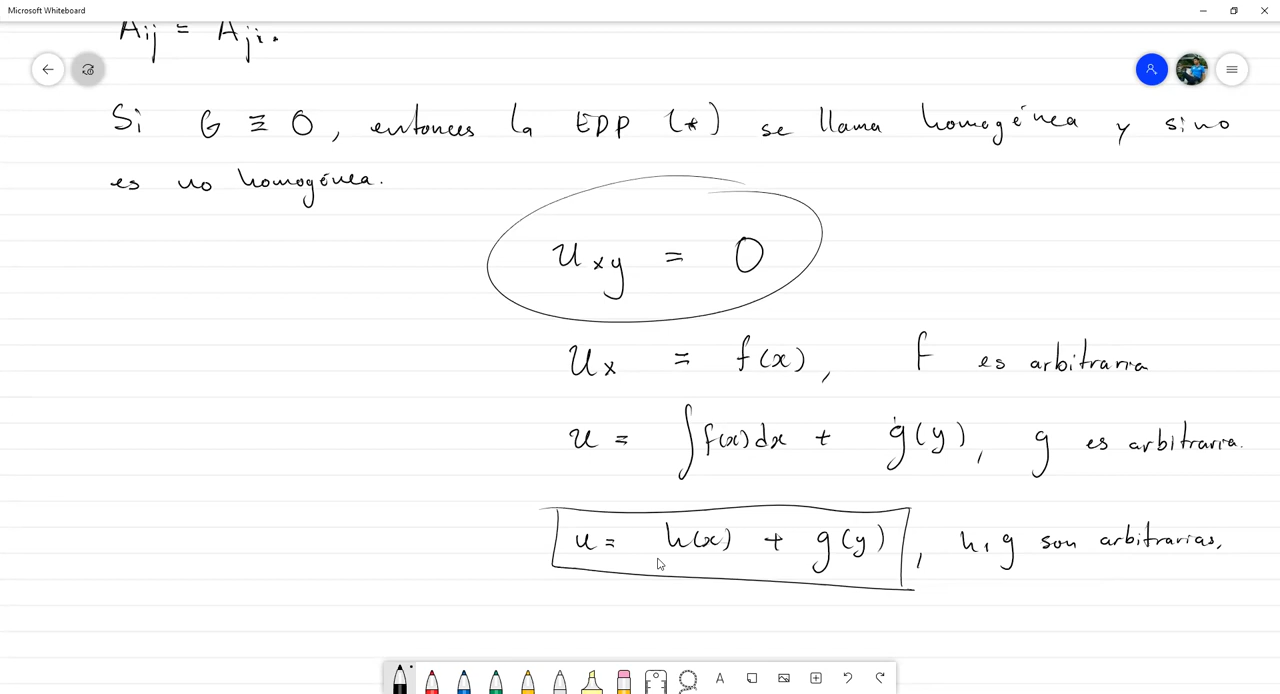 Microsoft Whiteboard
Aij = Aji.
Si G ≡ 0, entonces la EDP (*) se llama homogénea y sino
es no homogénea.
uxy = 0
ux = f(x), f es arbitraria
u = ∫f(x)dx + g(y), g es arbitraria.
u = h(x) + g(y), h, g son arbitrarias,
A